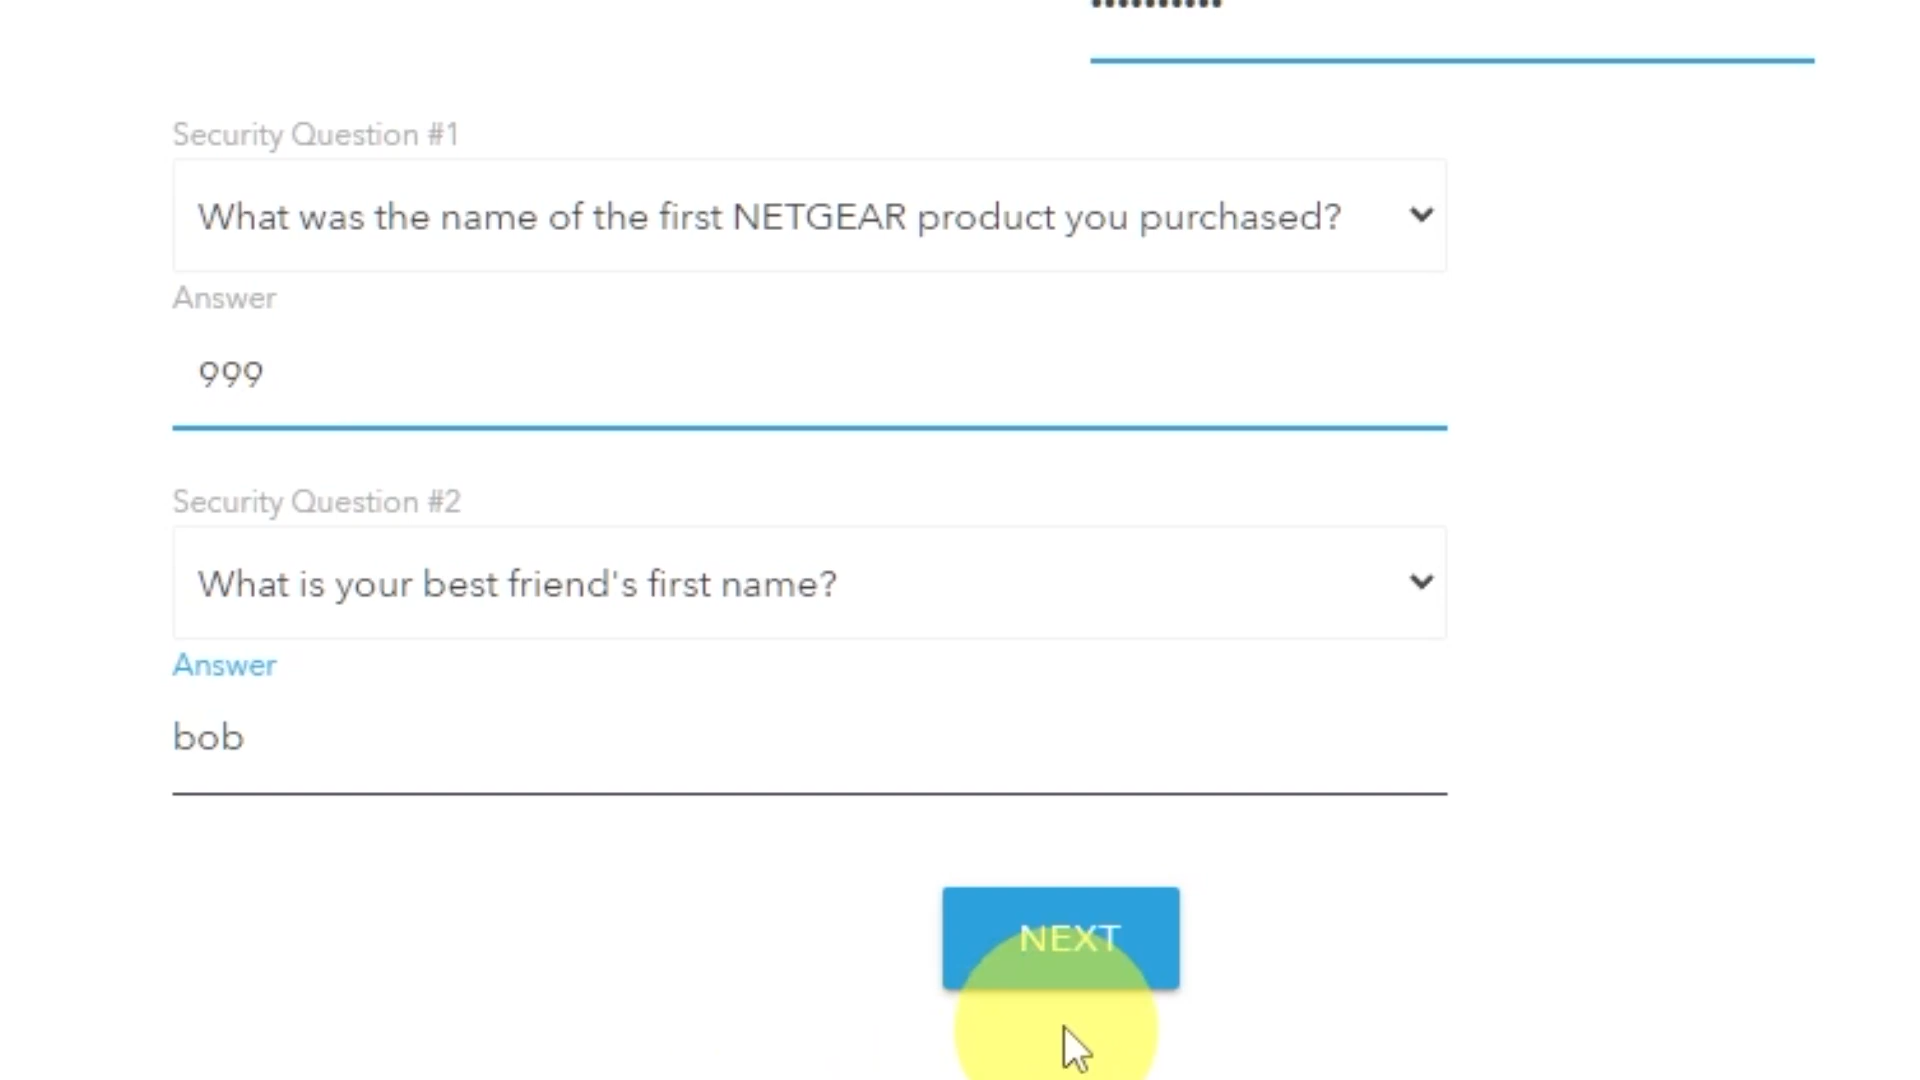 Security Question #1
What was the name of the first NETGEAR product you purchased?
Answer
999
Security Question #2
What is your best friend's first name?
Answer
bob
NEXT